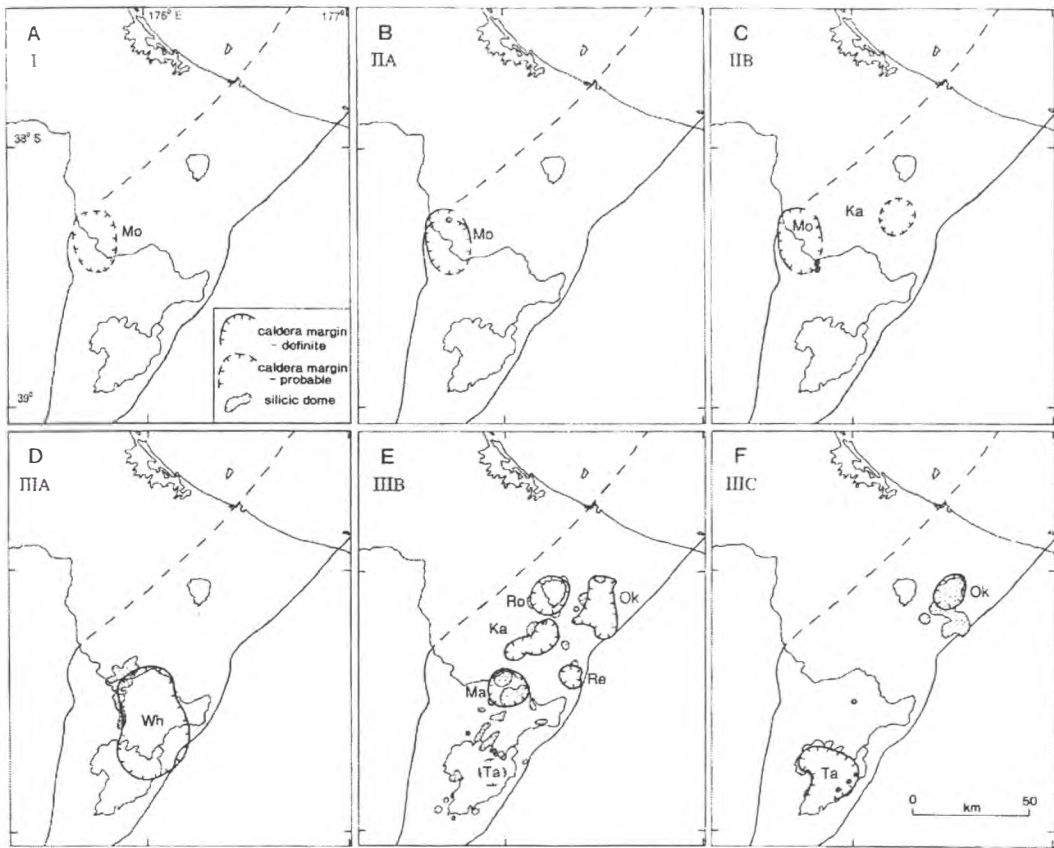 A
I
176° E
177°
38° S
Mo
caldera margin
- definite
caldera margin
- probable
silicic dome
39°
B
IIA
Mo
C
IIB
Ka
Mo
D
IIIA
Wh
E
IIIB
Ro
Ok
Ka
Re
Ma
Ta
F
IIIC
Ok
Ta
0 50
km